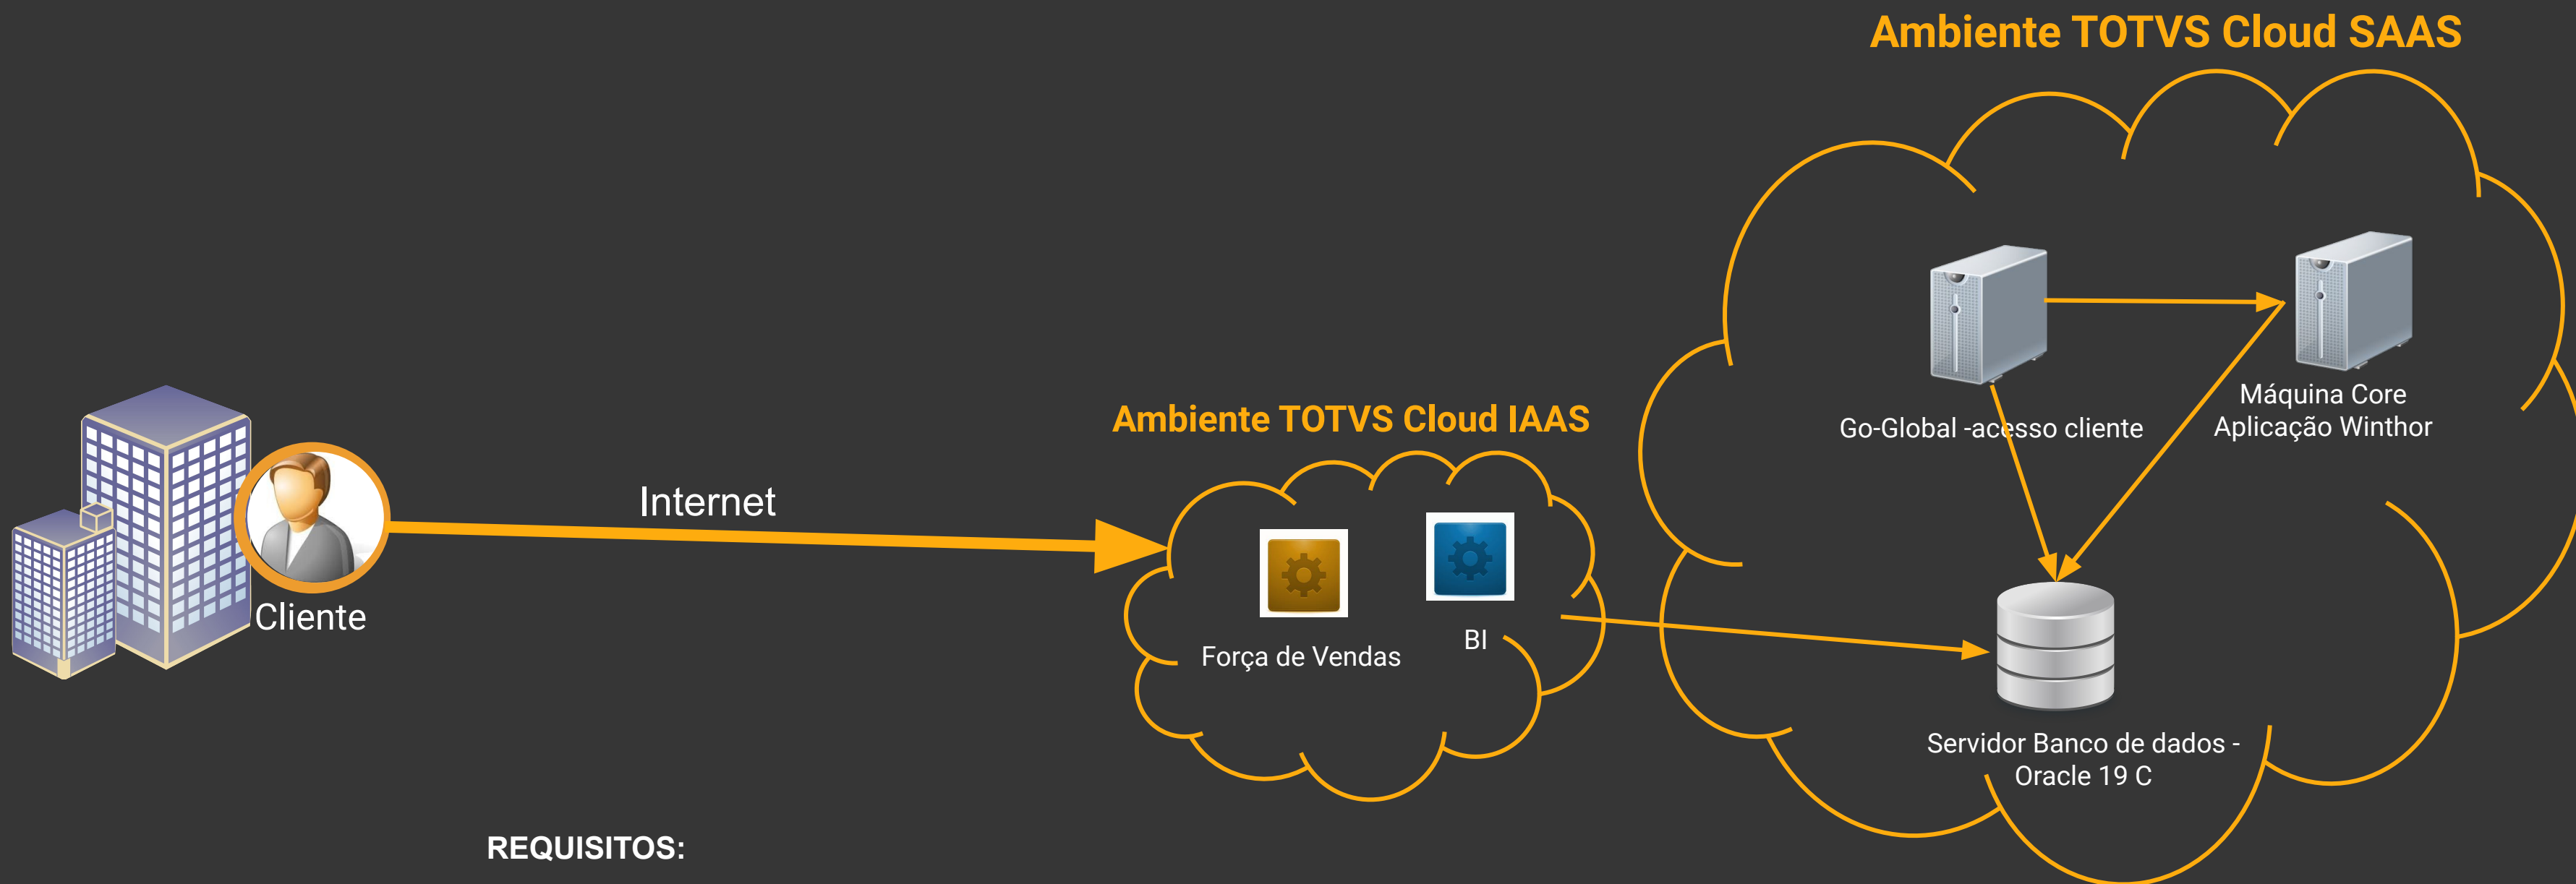 Ambiente TOTVS Cloud SAAS
Máquina Core
Aplicação Winthor
Go-Global -acesso cliente
Ambiente TOTVS Cloud IAAS
Internet
Cliente
Força de Vendas
BI
Servidor Banco de dados -
Oracle 19 C
REQUISITOS: